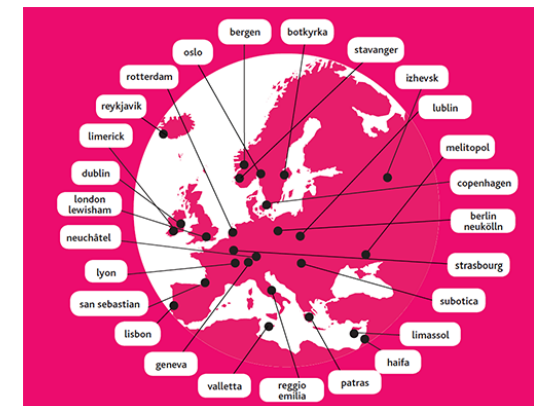 bergen
botkyrka
oslo
stavanger
rotterdam
izhevsk
reykjavik
lublin
limerick
melitopol
dublin
copenhagen
london
lewisham
berlin
neukölln
neuchâtel
strasbourg
lyon
subotica
san sebastian
lisbon
limassol
geneva
haifa
valletta
reggio
emilia
patras